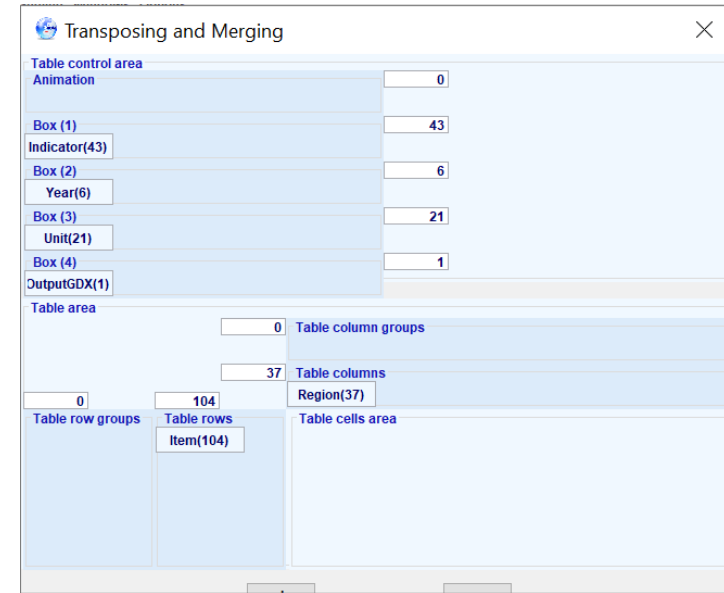 Transposing and Merging
Table control area
Animation
0
Box (1)
43
Indicator(43)
Box (2)
6
Year(6)
Box (3)
21
Unit(21)
Box (4)
1
OutputGDX(1)
Table area
0
Table column groups
37
Table columns
0
104
Region(37)
Table row groups
Table rows
Table cells area
Item(104)